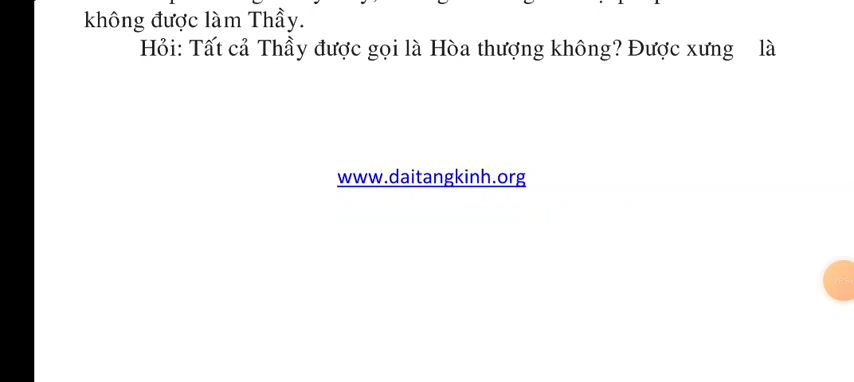 không được làm Thầy.
Hỏi: Tất cả Thầy được gọi là Hòa thượng không? Được xưng là
www.daitangkinh.org